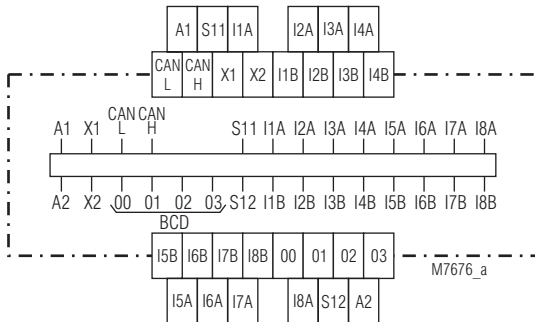 A1 S11 I1A I2A I3A I4A
CAN L CAN H X1 X2 I1B I2B I3B I4B
CAN CAN
A1 X1 L H S11 I1A I2A I3A I4A I5A I6A I7A I8A
A2 X2 00 01 02 03 S12 I1B I2B I3B I4B I5B I6B I7B I8B
BCD
I5B I6B I7B I8B 00 01 02 03
M7676_a
I5A I6A I7A I8A S12 A2